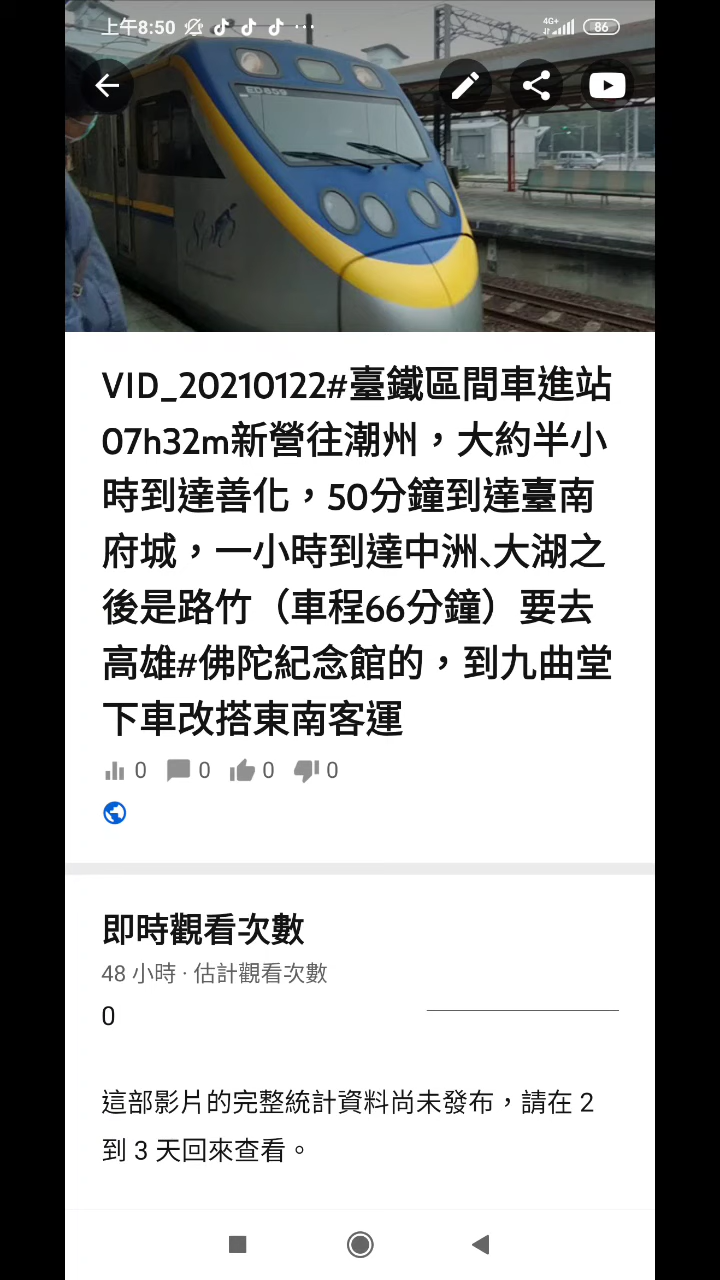 上午8:50
4G+
86
VID_20210122#臺鐵區間車進站
07h32m新營往潮州，大約半小
時到達善化，50分鐘到達臺南
府城，一小時到達中洲、大湖之
後是路竹（車程66分鐘）要去
高雄#佛陀紀念館的，到九曲堂
下車改搭東南客運
0 0 0 0
即時觀看次數
48 小時 · 估計觀看次數
0
這部影片的完整統計資料尚未發布，請在 2
到 3 天回來查看。